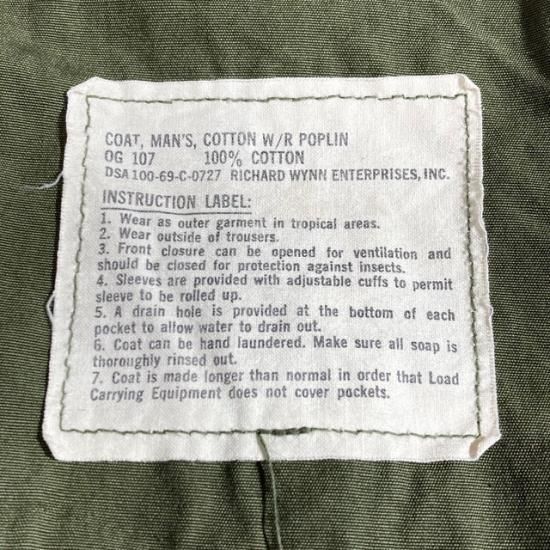 COAT, MAN'S, COTTON W/R POPLIN
OG 107 100% COTTON
DSA 100-69-C-0727 RICHARD WYNN ENTERPRISES, INC.
INSTRUCTION LABEL:
1. Wear as outer garment in tropical areas.
2. Wear outside of trousers.
3. Front closure can be opened for ventilation and
should be closed for protection against insects.
4. Sleeves are provided with adjustable cuffs to permit
sleeve to be rolled up.
5. A drain hole is provided at the bottom of each
pocket to allow water to drain out.
6. Coat can be hand laundered. Make sure all soap is
thoroughly rinsed out.
7. Coat is made longer than normal in order that Load
Carrying Equipment does not cover pockets.